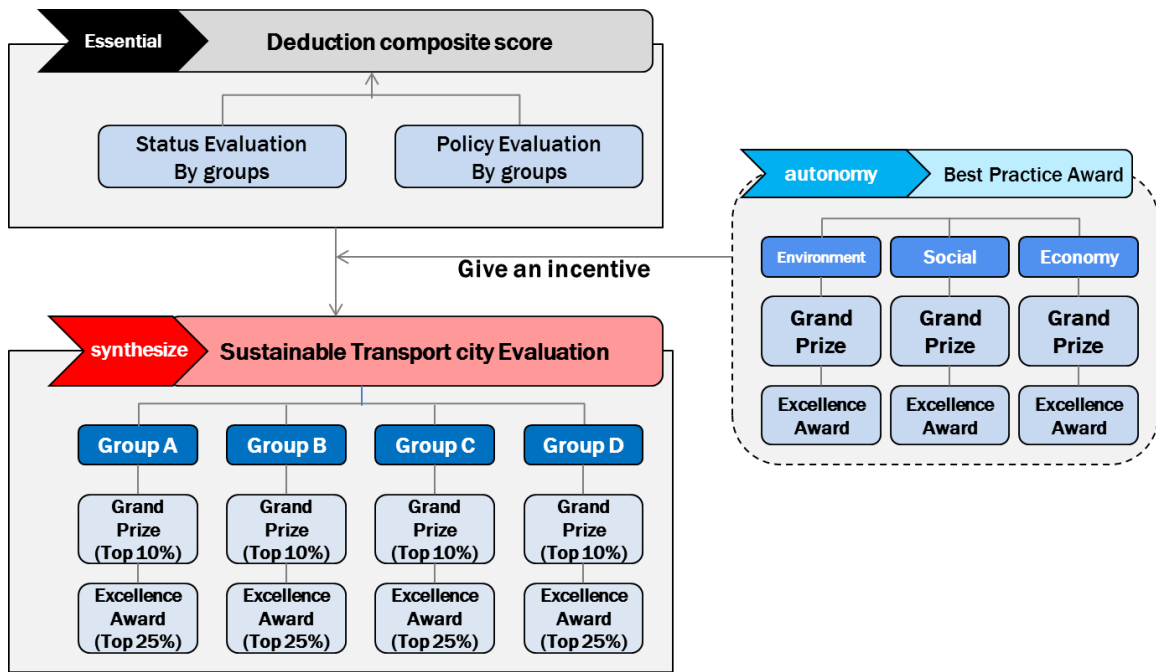 Essential
Deduction composite score
Status Evaluation
By groups
Policy Evaluation
By groups
autonomy
Best Practice Award
Environment
Social
Economy
Grand
Prize
Grand
Prize
Grand
Prize
Excellence
Award
Excellence
Award
Excellence
Award
Give an incentive
synthesize
Sustainable Transport city Evaluation
Group A
Group B
Group C
Group D
Grand
Prize
(Top 10%)
Grand
Prize
(Top 10%)
Grand
Prize
(Top 10%)
Grand
Prize
(Top 10%)
Excellence
Award
(Top 25%)
Excellence
Award
(Top 25%)
Excellence
Award
(Top 25%)
Excellence
Award
(Top 25%)